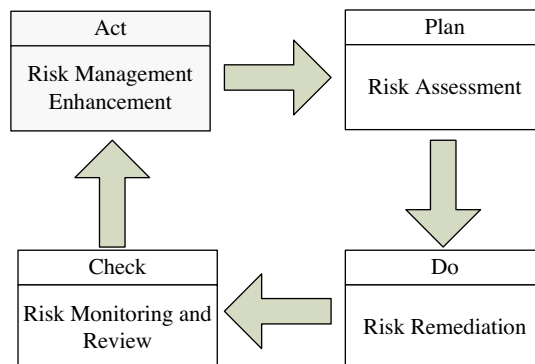 Act
Risk Management
Enhancement
Plan
Risk Assessment
Check
Risk Monitoring and
Review
Do
Risk Remediation